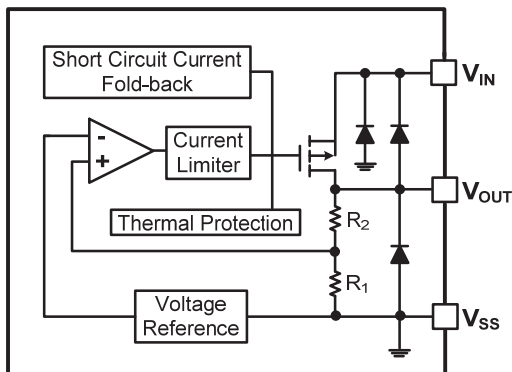 Short Circuit Current
Fold-back
V_IN
-
+
Current
Limiter
V_OUT
Thermal Protection
R_2
R_1
Voltage
Reference
V_SS